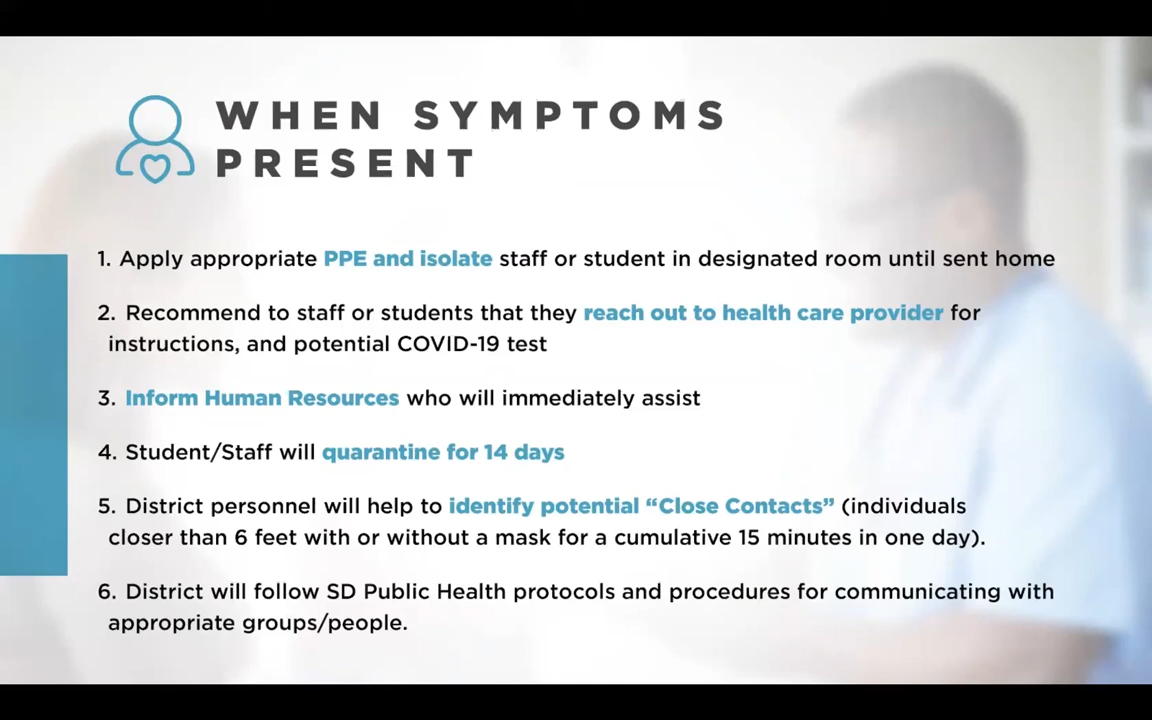 WHEN SYMPTOMS
PRESENT
1. Apply appropriate PPE and isolate staff or student in designated room until sent home
2. Recommend to staff or students that they reach out to health care provider for
instructions, and potential COVID-19 test
3. Inform Human Resources who will immediately assist
4. Student/Staff will quarantine for 14 days
5. District personnel will help to identify potential “Close Contacts” (individuals
closer than 6 feet with or without a mask for a cumulative 15 minutes in one day).
6. District will follow SD Public Health protocols and procedures for communicating with
appropriate groups/people.